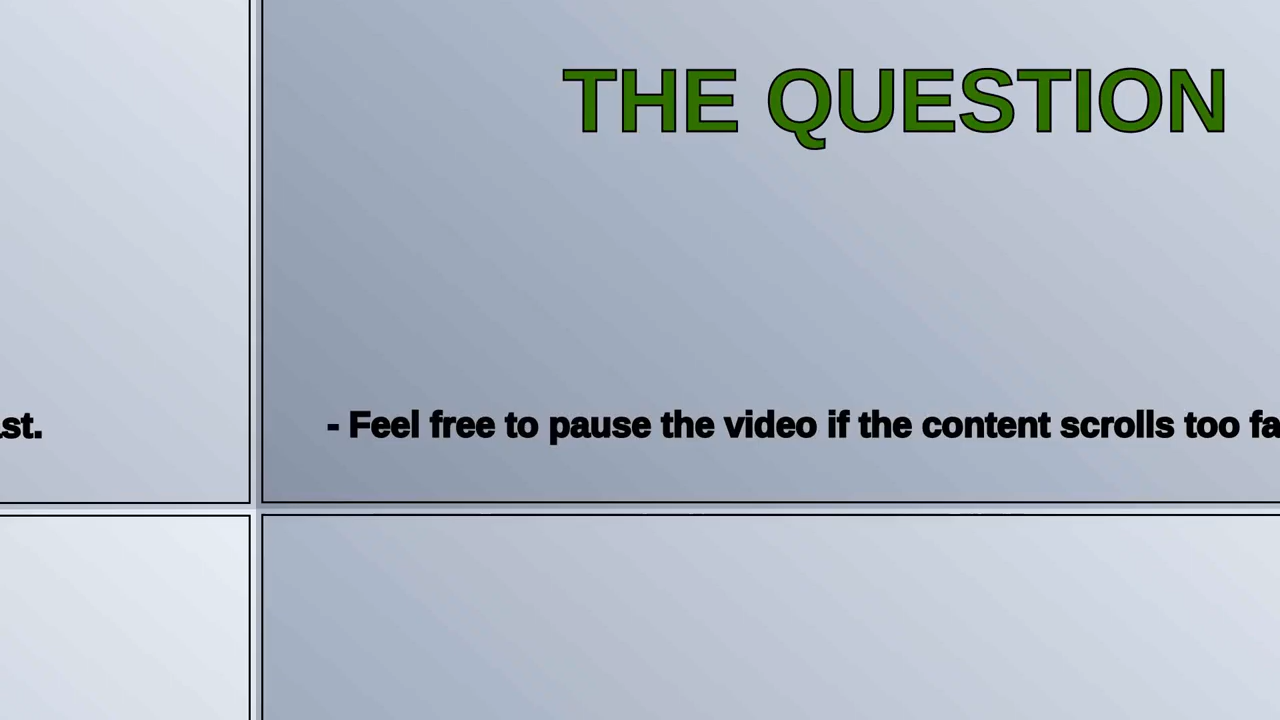 THE QUESTION
st.
- Feel free to pause the video if the content scrolls too fa